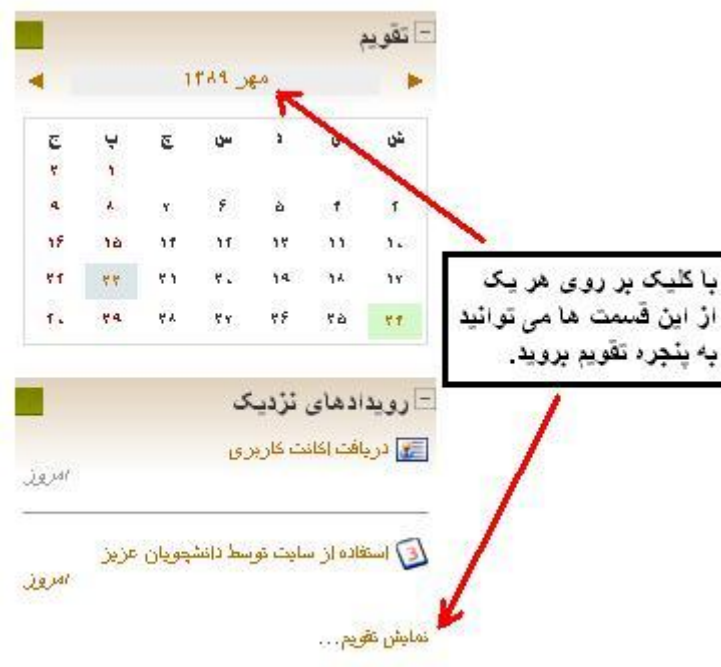 تقویم
مهر ۱۳۸۹
ش ی د س چ پ ج
۱ ۲
۳ ۴ ۵ ۶ ۷ ۸ ۹
۱۰ ۱۱ ۱۲ ۱۳ ۱۴ ۱۵ ۱۶
۱۷ ۱۸ ۱۹ ۲۰ ۲۱ ۲۲ ۲۳
۲۴ ۲۵ ۲۶ ۲۷ ۲۸ ۲۹ ۳۰
با کلیک بر روی هر یک
از این قسمت ها می توانید
به پنجره تقویم بروید.
رویدادهای نزدیک
دریافت اکانت کاربری
امروز
3
استفاده از سایت توسط دانشجویان عزیز
امروز
نمایش تقویم...